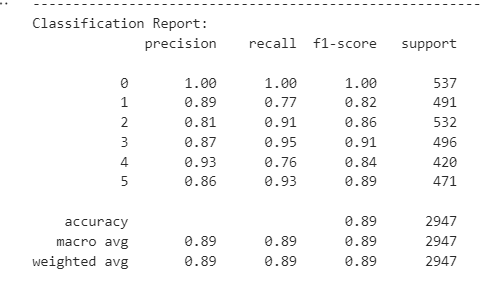 --------------------------------------------------------
Classification Report:
precision recall f1-score support
0 1.00 1.00 1.00 537
1 0.89 0.77 0.82 491
2 0.81 0.91 0.86 532
3 0.87 0.95 0.91 496
4 0.93 0.76 0.84 420
5 0.86 0.93 0.89 471
accuracy 0.89 2947
macro avg 0.89 0.89 0.89 2947
weighted avg 0.89 0.89 0.89 2947